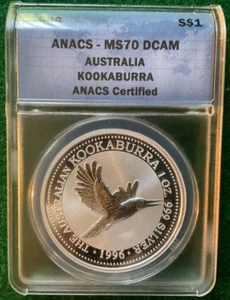 S$1
ANACS - MS70 DCAM
AUSTRALIA
KOOKABURRA
ANACS Certified
THE AUSTRALIAN KOOKABURRA 1 OZ. 999 SILVER
·1996·